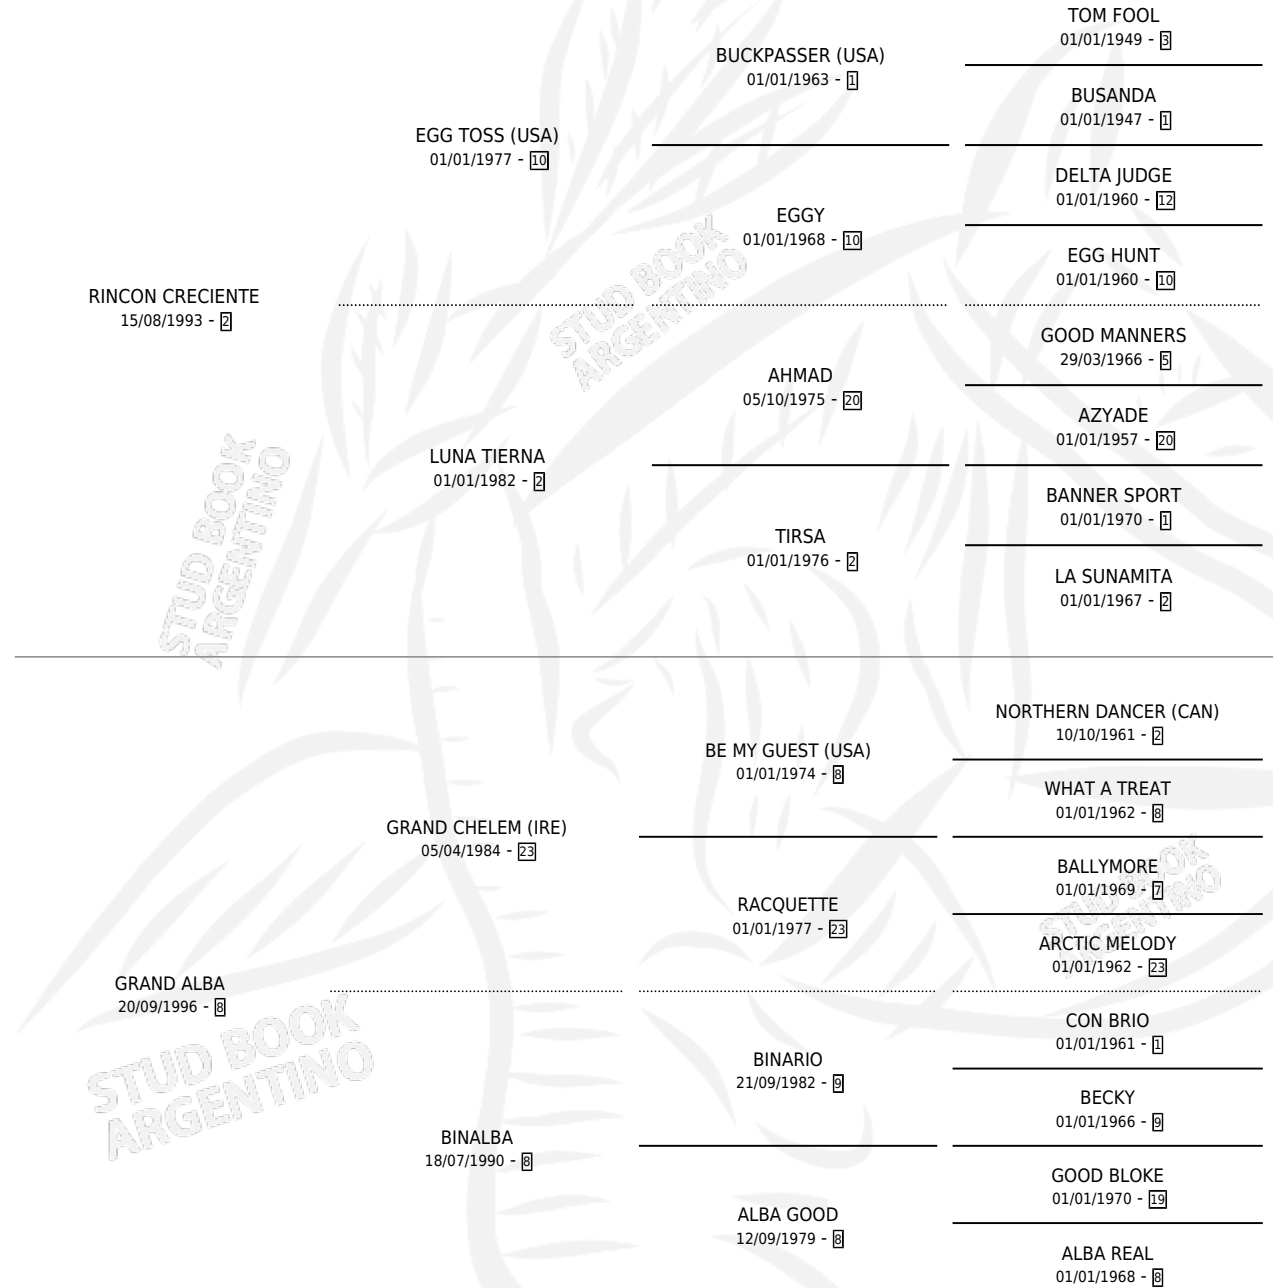 TOM FOOL
01/01/1949 - 3
BUCKPASSER (USA)
01/01/1963 - 1
BUSANDA
01/01/1947 - 1
EGG TOSS (USA)
01/01/1977 - 10
DELTA JUDGE
01/01/1960 - 12
EGGY
01/01/1968 - 10
EGG HUNT
01/01/1960 - 10
RINCON CRECIENTE
15/08/1993 - 2
STUD BOOK
ARGENTINO
GOOD MANNERS
29/03/1966 - 5
AHMAD
05/10/1975 - 20
AZYADE
01/01/1957 - 20
LUNA TIERNA
01/01/1982 - 2
BANNER SPORT
01/01/1970 - 1
TIRSA
01/01/1976 - 2
LA SUNAMITA
01/01/1967 - 2
STUD BOOK
ARGENTINO
NORTHERN DANCER (CAN)
10/10/1961 - 2
BE MY GUEST (USA)
01/01/1974 - 8
WHAT A TREAT
01/01/1962 - 8
GRAND CHELEM (IRE)
05/04/1984 - 23
BALLYMORE
01/01/1969 - 7
RACQUETTE
01/01/1977 - 23
STUD BOOK
ARGENTINO
ARCTIC MELODY
01/01/1962 - 23
GRAND ALBA
20/09/1996 - 8
CON BRIO
01/01/1961 - 1
BINARIO
21/09/1982 - 9
STUD BOOK
ARGENTINO
BECKY
01/01/1966 - 9
BINALBA
18/07/1990 - 8
GOOD BLOKE
01/01/1970 - 19
ALBA GOOD
12/09/1979 - 8
ALBA REAL
01/01/1968 - 8